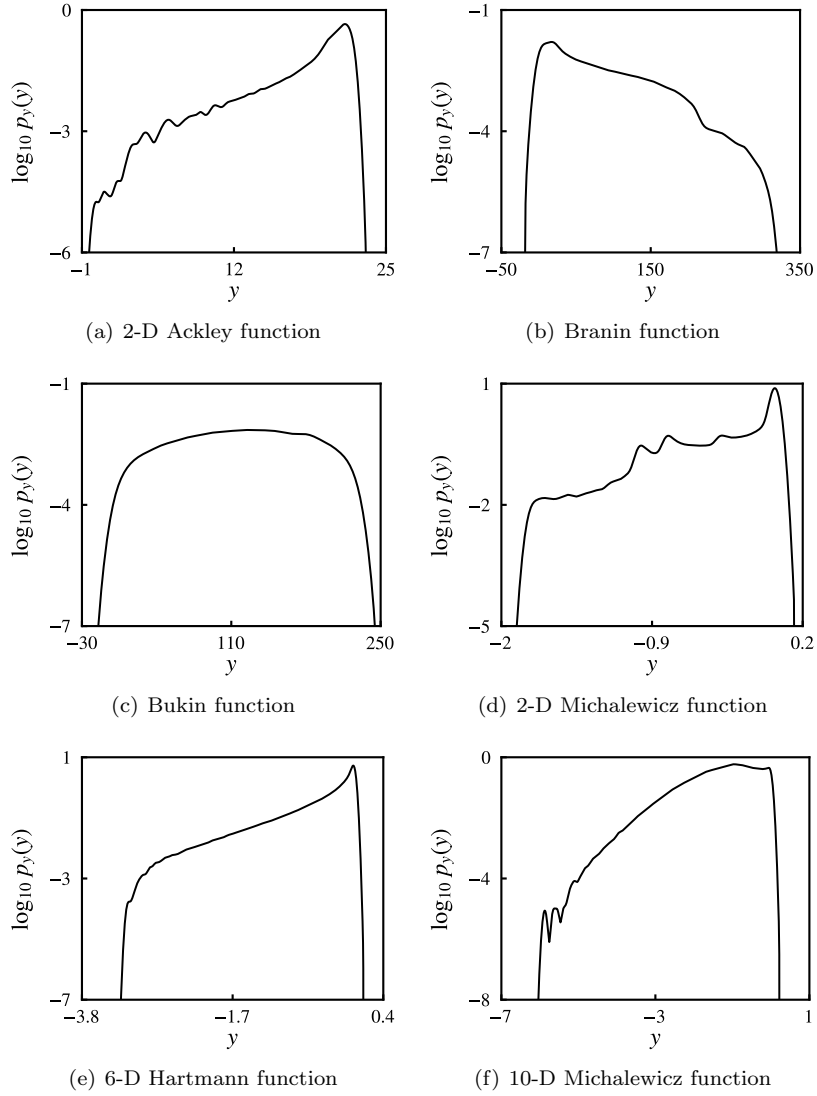 0
−3
−6
−1
12
25
log10 py(y)
y
(a) 2-D Ackley function
−1
−4
−7
−50
150
350
log10 py(y)
y
(b) Branin function
−1
−4
−7
−30
110
250
log10 py(y)
y
(c) Bukin function
1
−2
−5
−2
−0.9
0.2
log10 py(y)
y
(d) 2-D Michalewicz function
1
−3
−7
−3.8
−1.7
0.4
log10 py(y)
y
(e) 6-D Hartmann function
0
−4
−8
−7
−3
1
log10 py(y)
y
(f) 10-D Michalewicz function